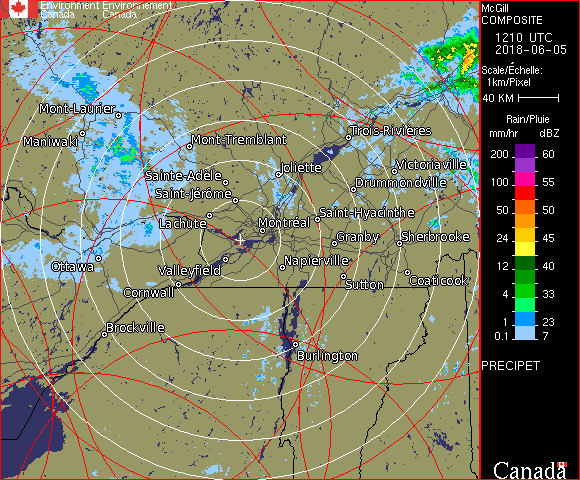 Environment Environnement
Canada Canada
McGill
COMPOSITE
1210 UTC
2018-06-05
Scale/Échelle:
1km/Pixel
40 KM
Rain/Pluie
mm/hr dBZ
200 60
100 55
50 50
24 45
12 40
4 33
1 23
0.1 7
PRECIPET
Canada
Mont-Laurier
Maniwaki
Mont-Tremblant
Trois-Rivières
Sainte-Adèle
Joliette
Victoriaville
Saint-Jérôme
Drummondville
Lachute
Montréal
Saint-Hyacinthe
Granby
Sherbrooke
Ottawa
Valleyfield
Napierville
Cornwall
Sutton
Coaticook
Brockville
Burlington